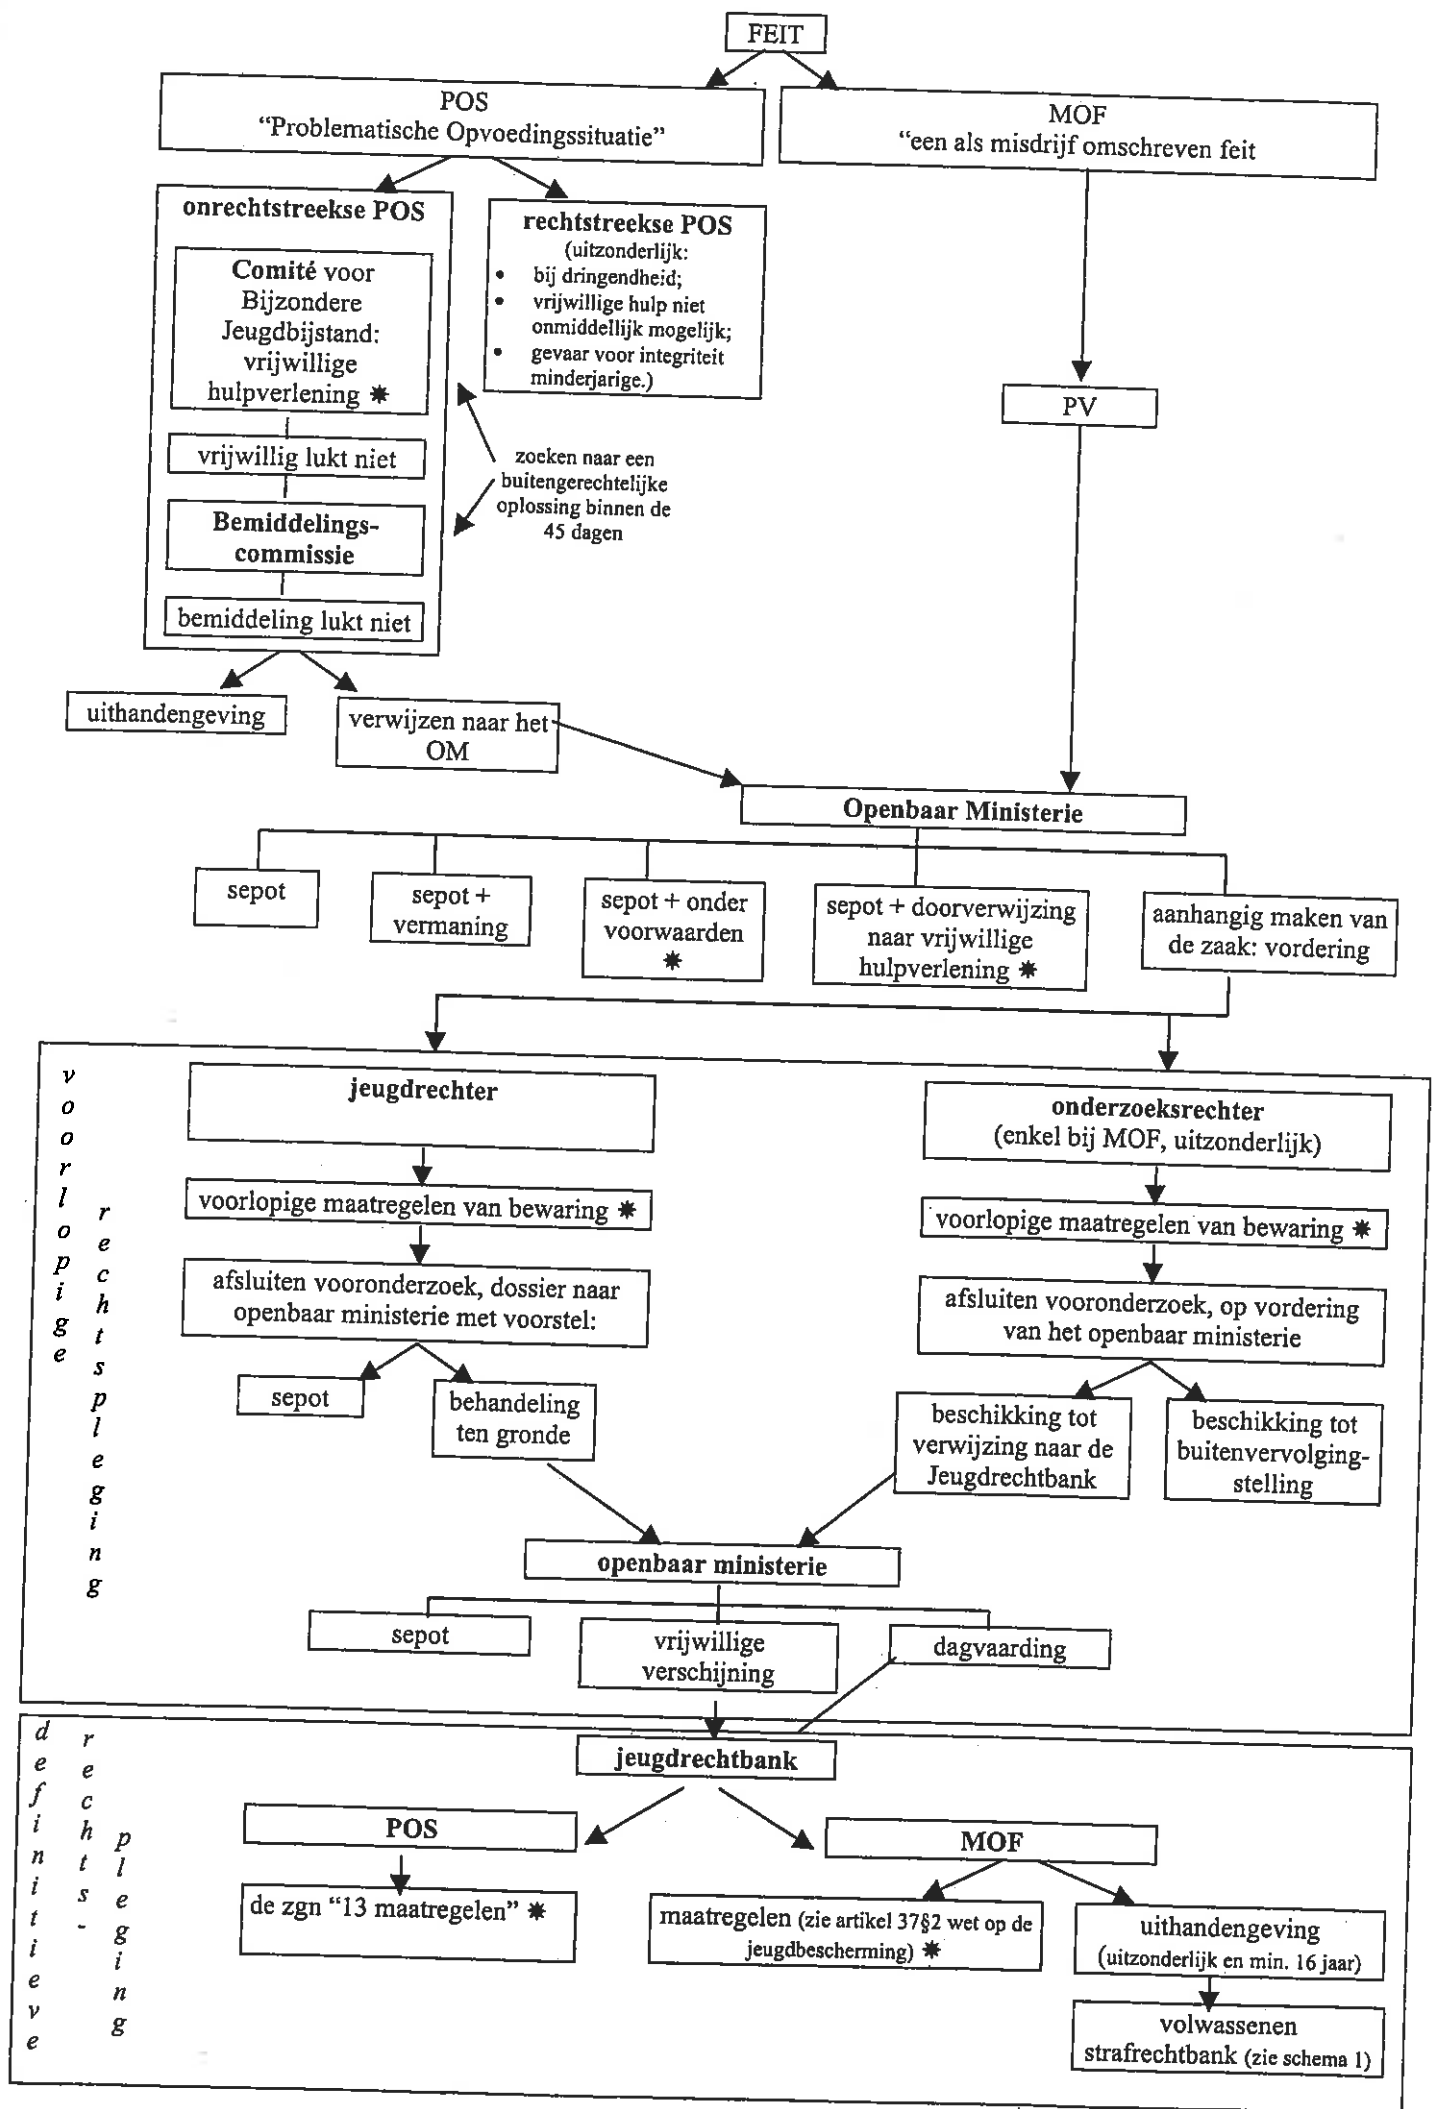 FEIT
POS
“Problematische Opvoedingssituatie”
MOF
“een als misdrijf omschreven feit
onrechtstreekse POS
Comité voor
Bijzondere
Jeugdbijstand:
vrijwillige
hulpverlening ✷
vrijwillig lukt niet
Bemiddelings-
commissie
bemiddeling lukt niet
rechtstreekse POS
(uitzonderlijk:
• bij dringendheid;
• vrijwillige hulp niet
onmiddellijk mogelijk;
• gevaar voor integriteit
minderjarige.)
zoeken naar een
buitengerechtelijke
oplossing binnen de
45 dagen
PV
uithandengeving
verwijzen naar het
OM
Openbaar Ministerie
sepot
sepot +
vermaning
sepot + onder
voorwaarden
✷
sepot + doorverwijzing
naar vrijwillige
hulpverlening ✷
aanhangig maken van
de zaak: vordering
voorlopige
rechtspleging
jeugdrechter
voorlopige maatregelen van bewaring ✷
afsluiten vooronderzoek, dossier naar
openbaar ministerie met voorstel:
sepot
behandeling
ten gronde
onderzoeksrechter
(enkel bij MOF, uitzonderlijk)
voorlopige maatregelen van bewaring ✷
afsluiten vooronderzoek, op vordering
van het openbaar ministerie
beschikking tot
verwijzing naar de
Jeugdrechtbank
beschikking tot
buitenvervolging-
stelling
openbaar ministerie
sepot
vrijwillige
verschijning
dagvaarding
definitieve
rechts-
pleging
jeugdrechtbank
POS
de zgn “13 maatregelen” ✷
MOF
maatregelen (zie artikel 37§2 wet op de
jeugdbescherming) ✷
uithandengeving
(uitzonderlijk en min. 16 jaar)
volwassenen
strafrechtbank (zie schema 1)